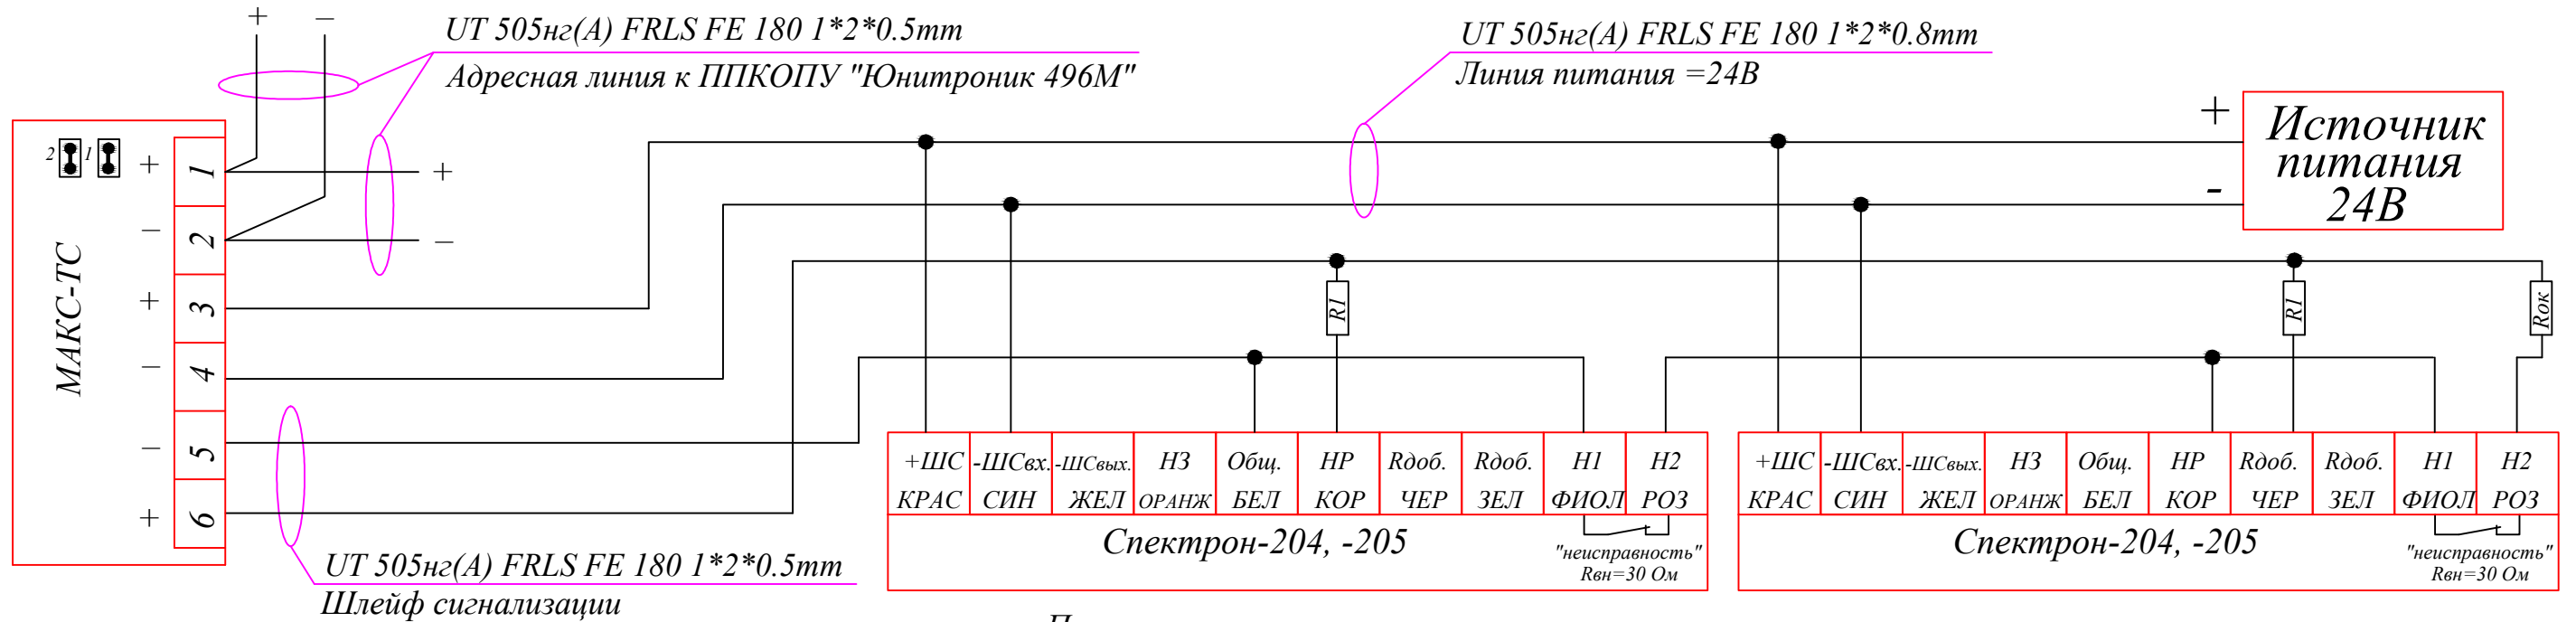 + −
UT 505нг(А) FRLS FE 180 1*2*0.5mm
Адресная линия к ППКОПУ "Юнитроник 496М"
UT 505нг(А) FRLS FE 180 1*2*0.8mm
Линия питания =24В
+
-
Источник
питания
24В
2 1
МАКС-ТС
+ 1 +
− 2 −
+ 3
− 4
− 5
+ 6
R1
R1
Rок
UT 505нг(А) FRLS FE 180 1*2*0.5mm
Шлейф сигнализации
+ШС -ШСвх. -ШСвых. НЗ Общ. НР Rдоб. Rдоб. Н1 Н2
КРАС СИН ЖЕЛ ОРАНЖ БЕЛ КОР ЧЕР ЗЕЛ ФИОЛ РОЗ
Спектрон-204, -205
"неисправность"
Rвн=30 Ом
+ШС -ШСвх. -ШСвых. НЗ Общ. НР Rдоб. Rдоб. Н1 Н2
КРАС СИН ЖЕЛ ОРАНЖ БЕЛ КОР ЧЕР ЗЕЛ ФИОЛ РОЗ
Спектрон-204, -205
"неисправность"
Rвн=30 Ом